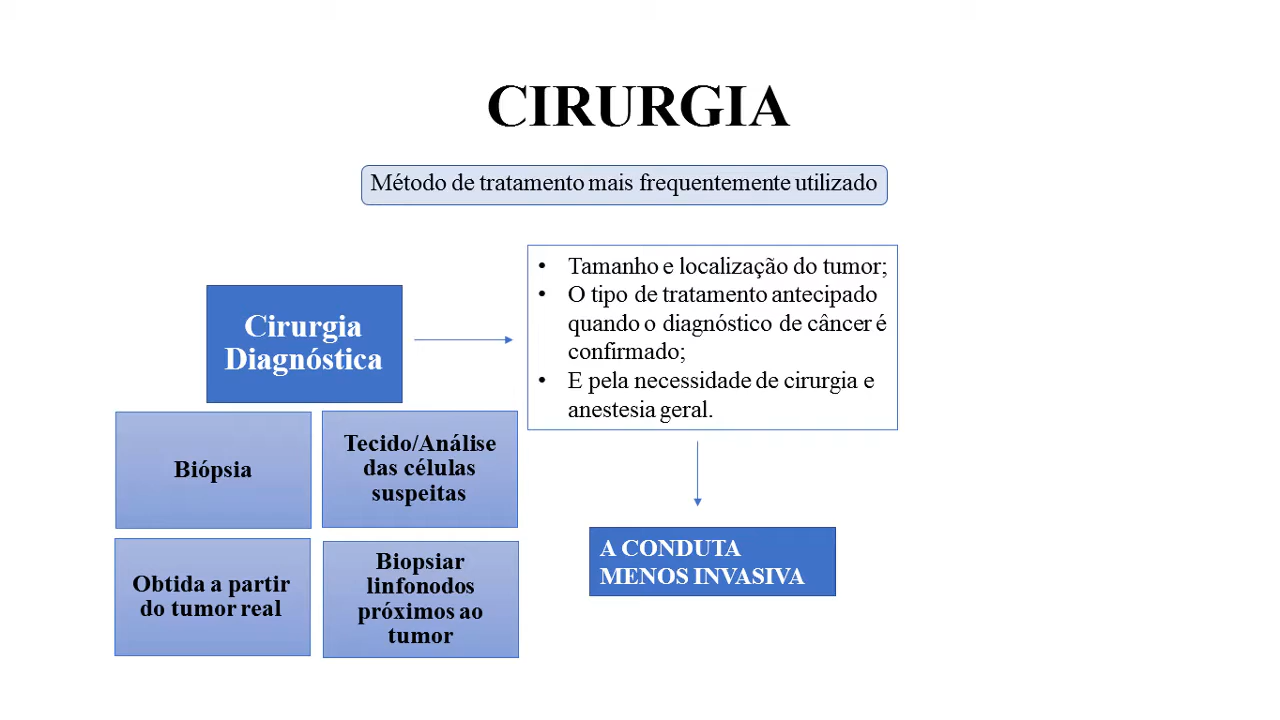 CIRURGIA
Método de tratamento mais frequentemente utilizado
Cirurgia
Diagnóstica
• Tamanho e localização do tumor;
• O tipo de tratamento antecipado
quando o diagnóstico de câncer é
confirmado;
• E pela necessidade de cirurgia e
anestesia geral.
Biópsia
Tecido/Análise
das células
suspeitas
Obtida a partir
do tumor real
Biopsiar
linfonodos
próximos ao
tumor
A CONDUTA
MENOS INVASIVA